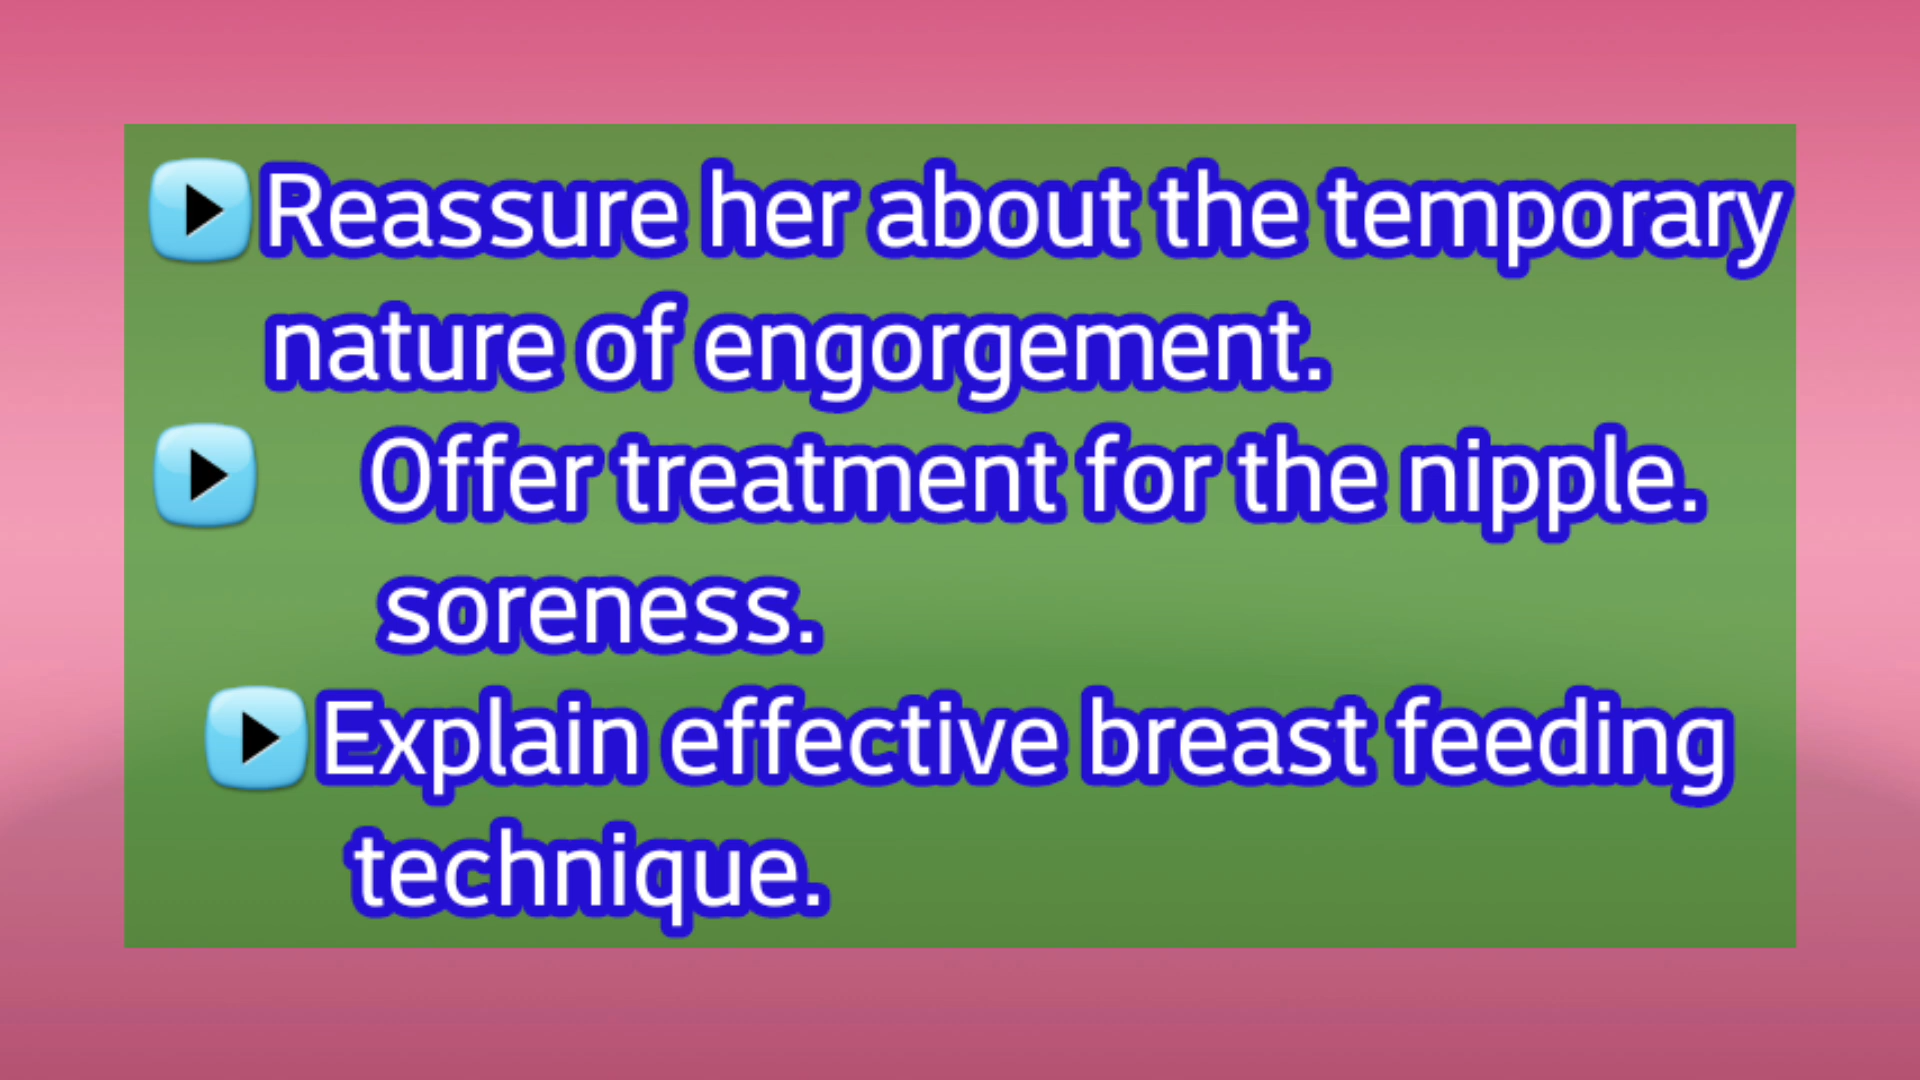 Reassure her about the temporary
nature of engorgement.
Offer treatment for the nipple.
soreness.
Explain effective breast feeding
technique.